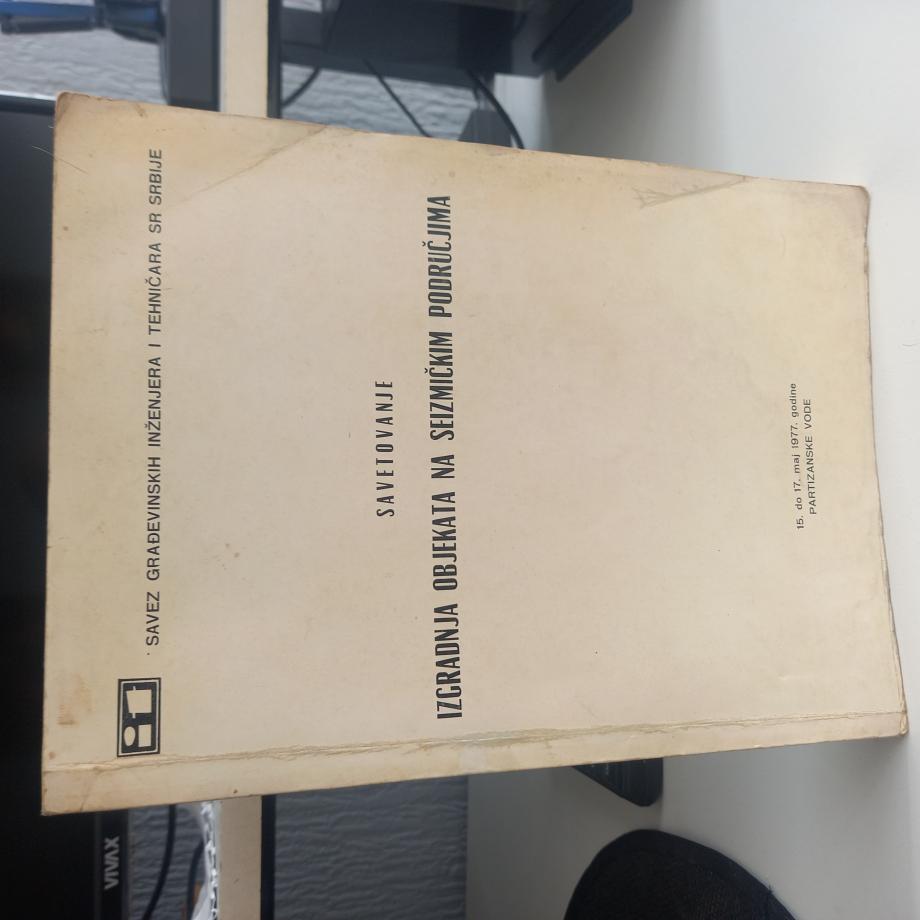 it
SAVEZ GRAĐEVINSKIH INŽENJERA I TEHNIČARA SR SRBIJE
SAVETOVANJE
IZGRADNJA OBJEKATA NA SEIZMIČKIM PODRUČJIMA
15. do 17. maj 1977. godine
PARTIZANSKE VODE
VIVAX